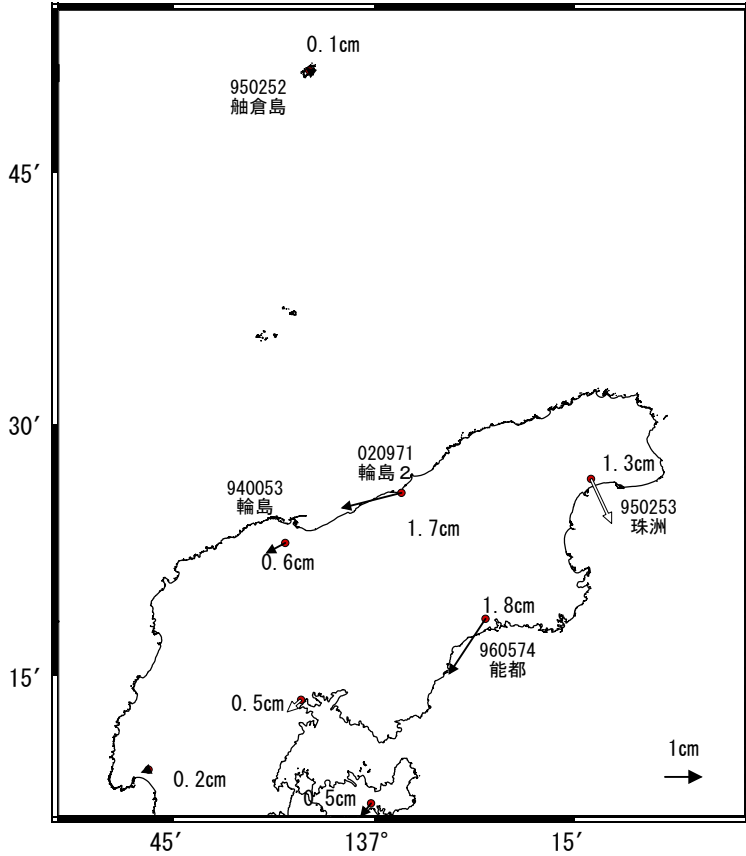 0.1cm
950252
舳倉島
45′
30′
020971
輪島２
1.3cm
940053
輪島
950253
珠洲
1.7cm
0.6cm
1.8cm
960574
能都
15′
0.5cm
1cm
0.2cm
0.5cm
45′
137°
15′